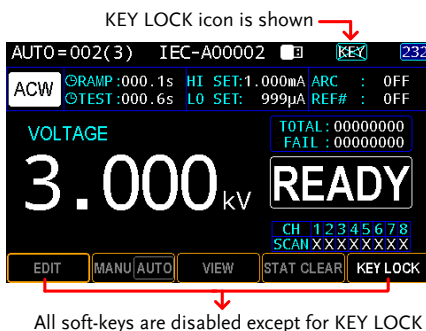 KEY LOCK icon is shown
AUTO=002(3) IEC-A00002 KEY 232
ACW RAMP:000.1s HI SET:1.000mA ARC : OFF
TEST:000.6s LO SET: 999μA REF# : OFF
VOLTAGE TOTAL:00000000
FAIL :00000000
3.000kV READY
CH 12345678
SCAN XXXXXXXX
EDIT MANU AUTO VIEW STAT CLEAR KEY LOCK
All soft-keys are disabled except for KEY LOCK